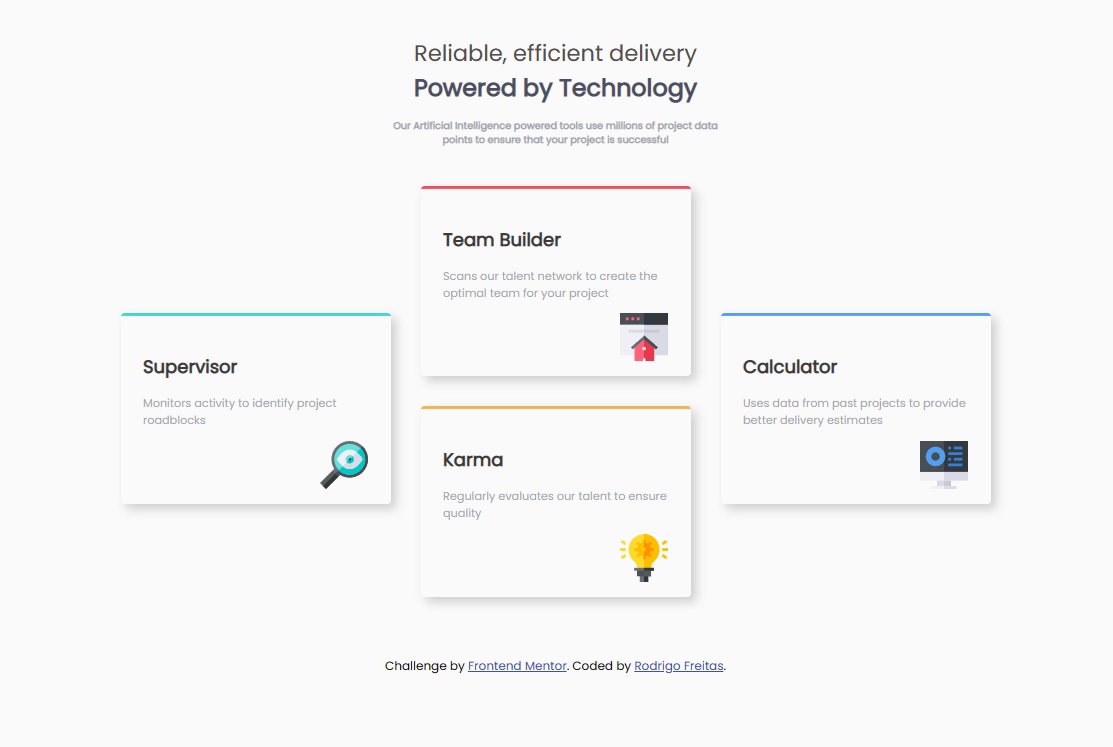 Reliable, efficient delivery
Powered by Technology
Our Artificial Intelligence powered tools use millions of project data
points to ensure that your project is successful
Supervisor
Monitors activity to identify project
roadblocks
Team Builder
Scans our talent network to create the
optimal team for your project
Karma
Regularly evaluates our talent to ensure
quality
Calculator
Uses data from past projects to provide
better delivery estimates
Challenge by Frontend Mentor. Coded by Rodrigo Freitas.